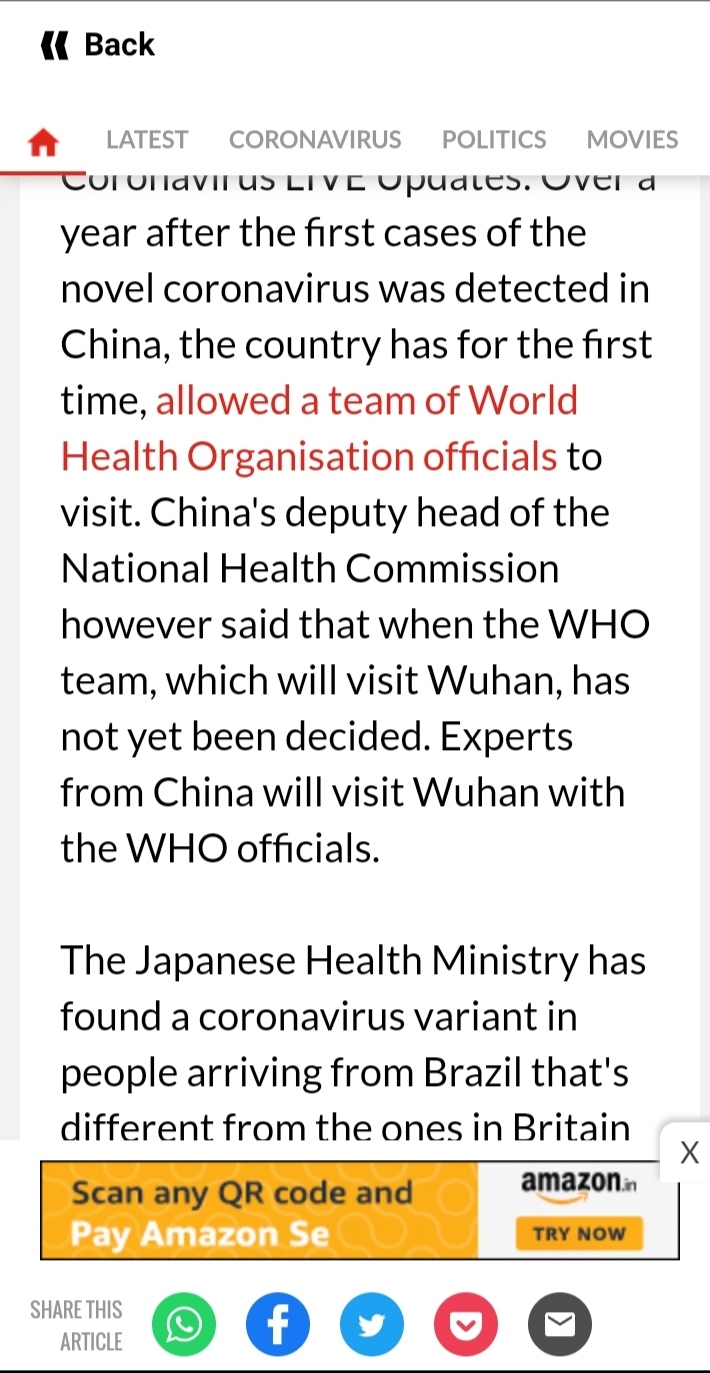 Back
LATEST CORONAVIRUS POLITICS MOVIES
Coronavirus LIVE Updates: Over a
year after the first cases of the
novel coronavirus was detected in
China, the country has for the first
time, allowed a team of World
Health Organisation officials to
visit. China's deputy head of the
National Health Commission
however said that when the WHO
team, which will visit Wuhan, has
not yet been decided. Experts
from China will visit Wuhan with
the WHO officials.
The Japanese Health Ministry has
found a coronavirus variant in
people arriving from Brazil that's
different from the ones in Britain
X
Scan any QR code and
Pay Amazon Se
amazon.in
TRY NOW
SHARE THIS
ARTICLE